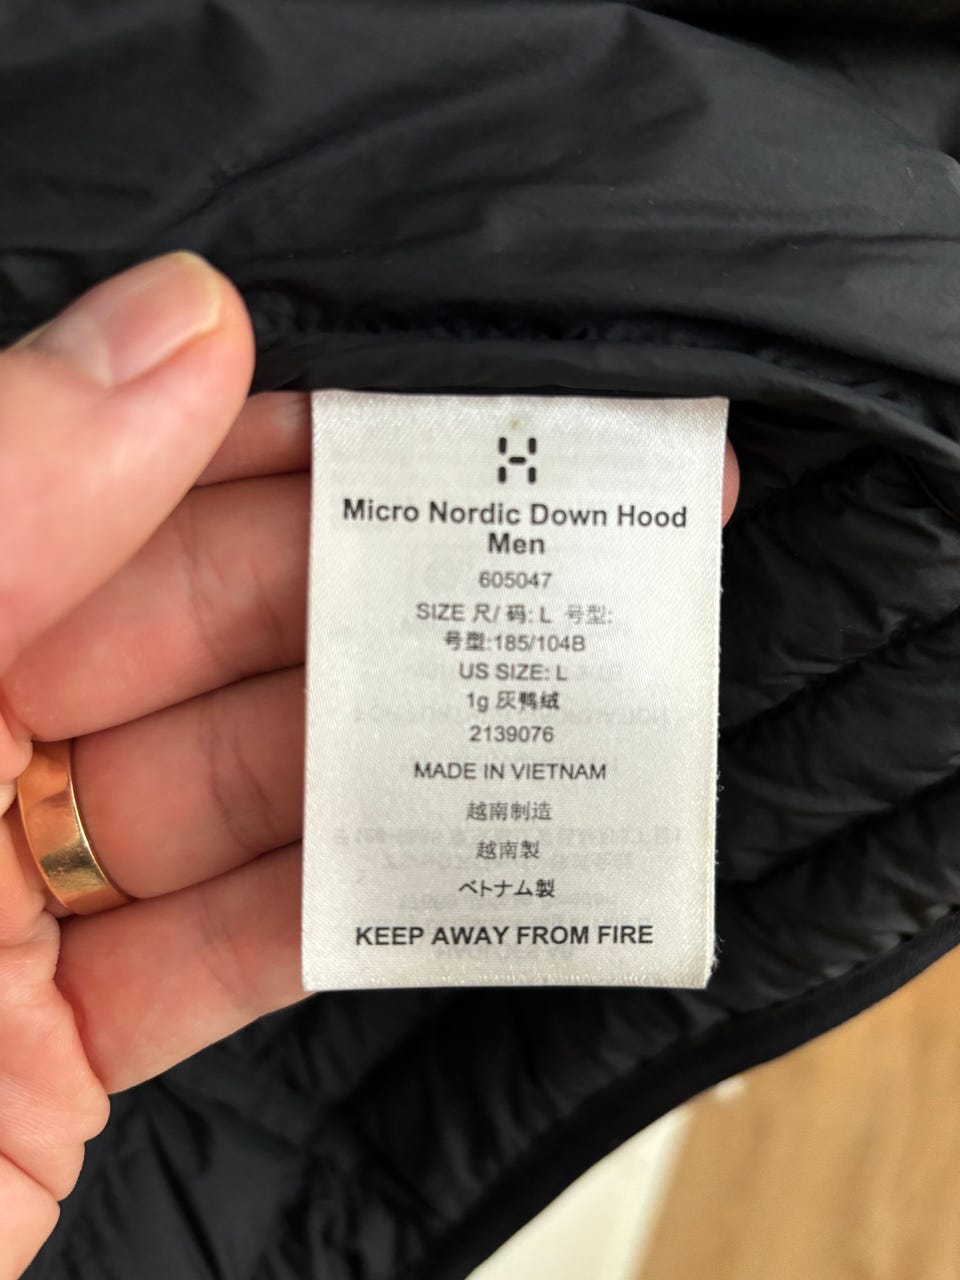 Micro Nordic Down Hood
Men
605047
SIZE 尺/ 码: L 号型:
号型:185/104B
US SIZE: L
1g 灰鸭绒
2139076
MADE IN VIETNAM
越南制造
越南製
ベトナム製
KEEP AWAY FROM FIRE